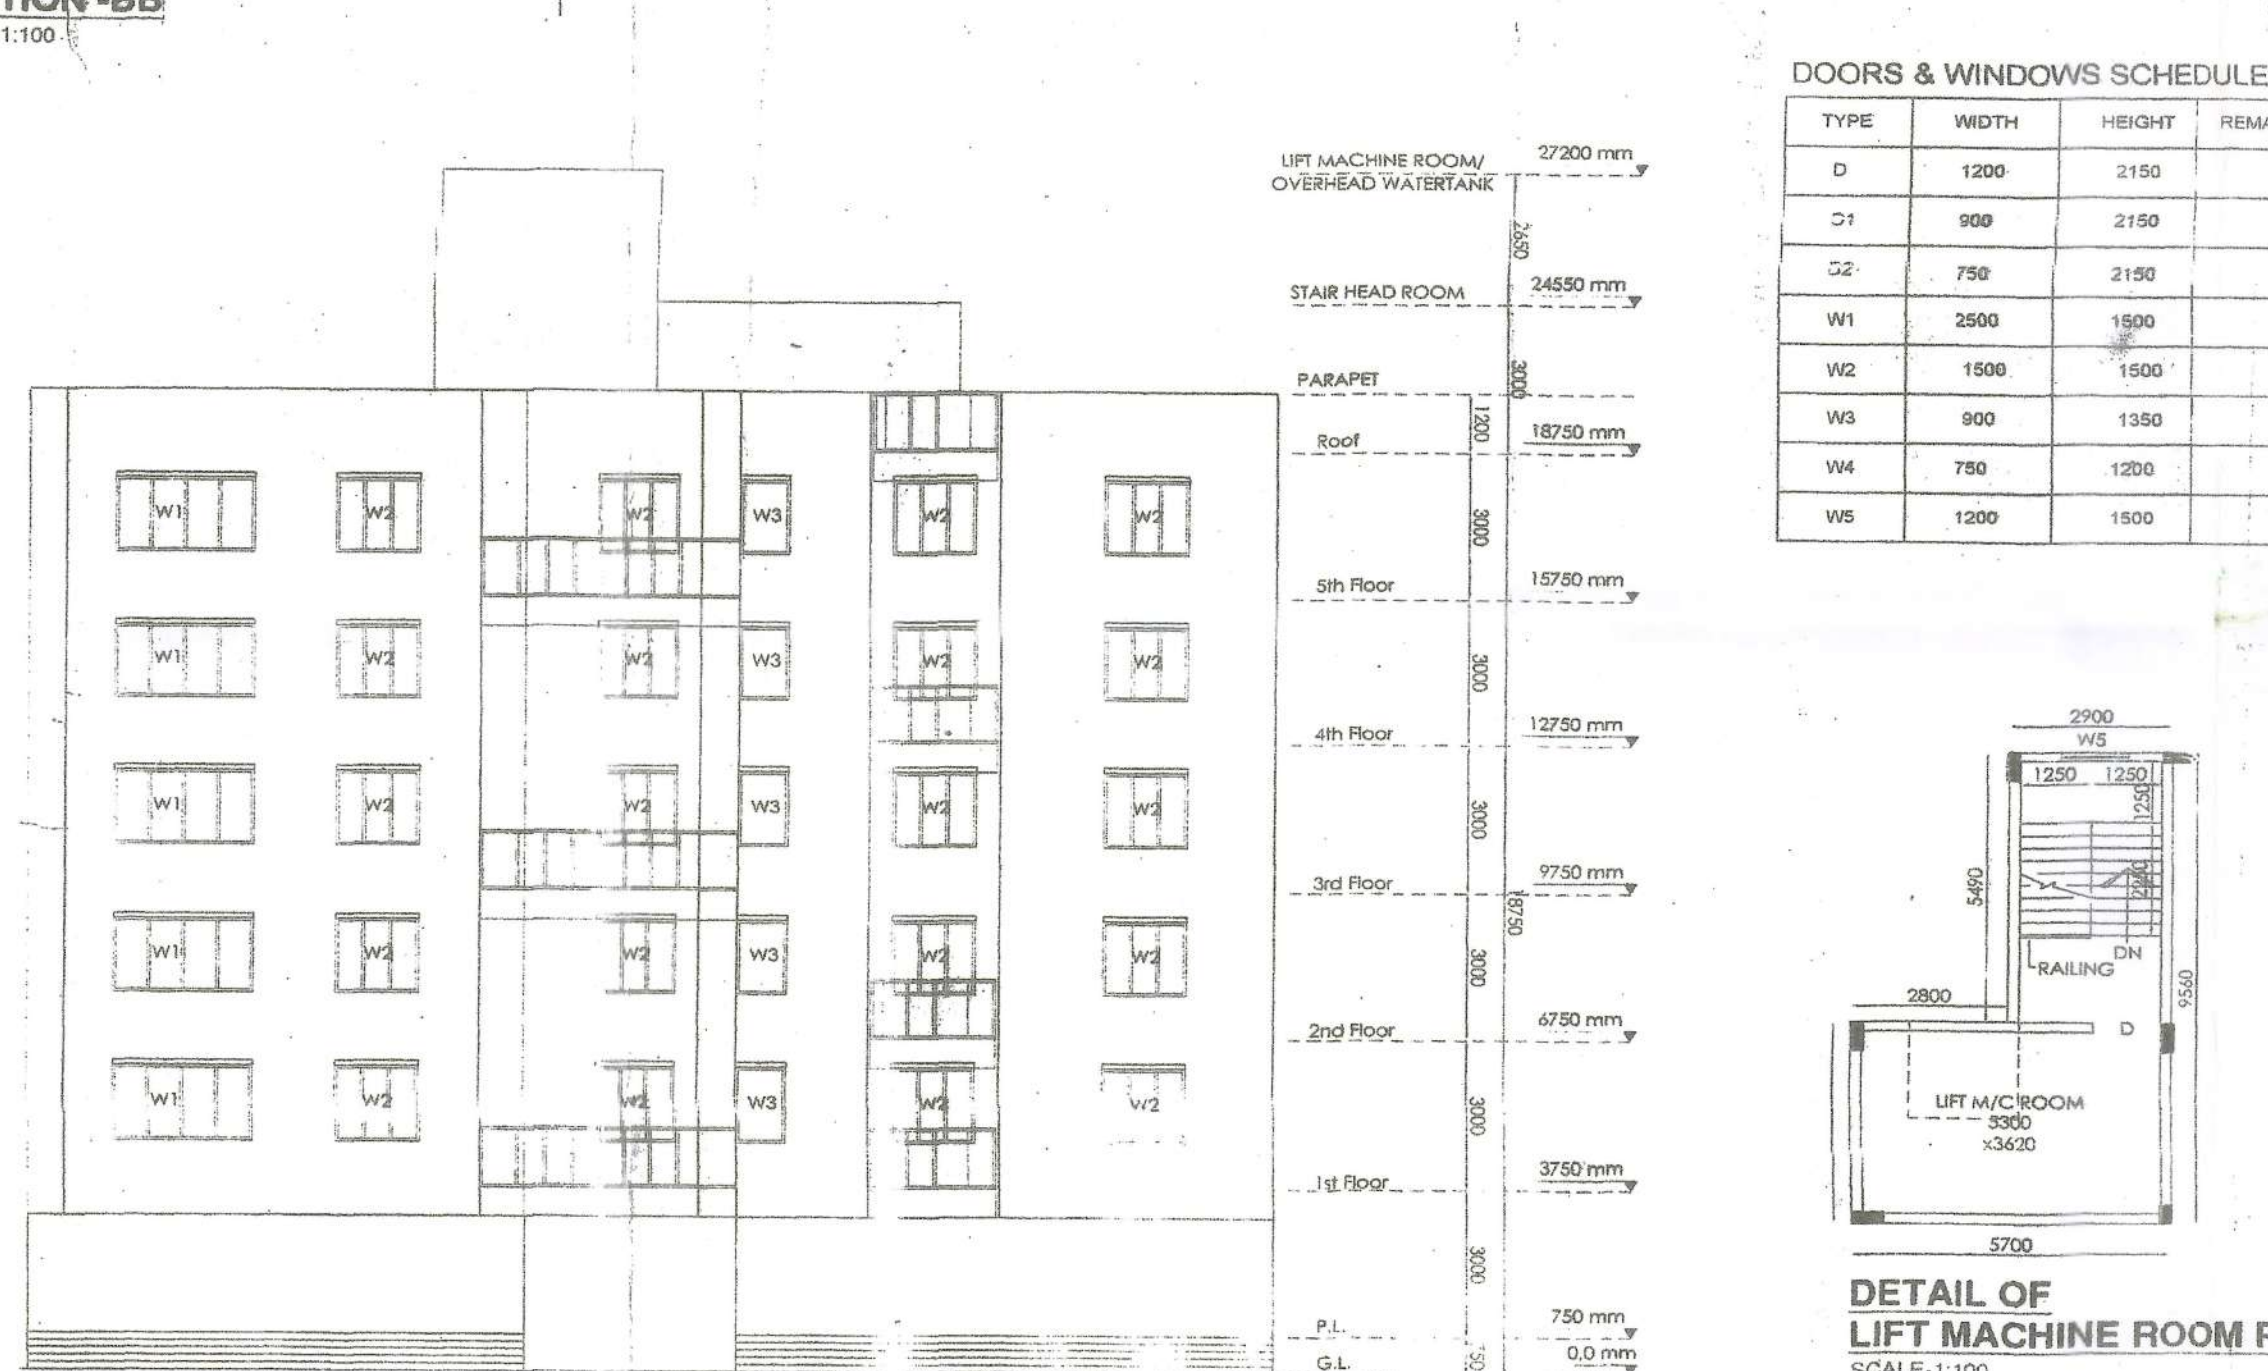 1:100
DOORS & WINDOWS SCHEDULE
TYPE WIDTH HEIGHT
D 1200 2150
900 2150
750 2150
W1 2500 1500
W2 1500 1500
W3 900 1350
W4 750 1200
W5 1200 1500
LIFT MACHINE ROOM/
OVERHEAD WATERTANK
27200 mm
2650
STAIR HEAD ROOM
24550 mm
3000
PARAPET
1200
Roof
18750 mm
W1 W2 W2 W3 W2 W2
3000
5th Floor
15750 mm
W1 W2 W2 W3 W2 W2
3000
4th Floor
12750 mm
W1 W2 W2 W3 W2 W2
3000
3rd Floor
9750 mm
18750
W1 W2 W2 W3 W2 W2
3000
2nd Floor
6750 mm
W1 W2 W2 W3 W2 W2
3000
1st Floor
3750 mm
3000
P.L.
750 mm
G.L.
0,0 mm
2900
W5
1250 1250
1250
5490
DN
RAILING
9560
2800
D
LIFT M/C ROOM
5300
x3620
5700
DETAIL OF
LIFT MACHINE ROOM
SCALE-1:100